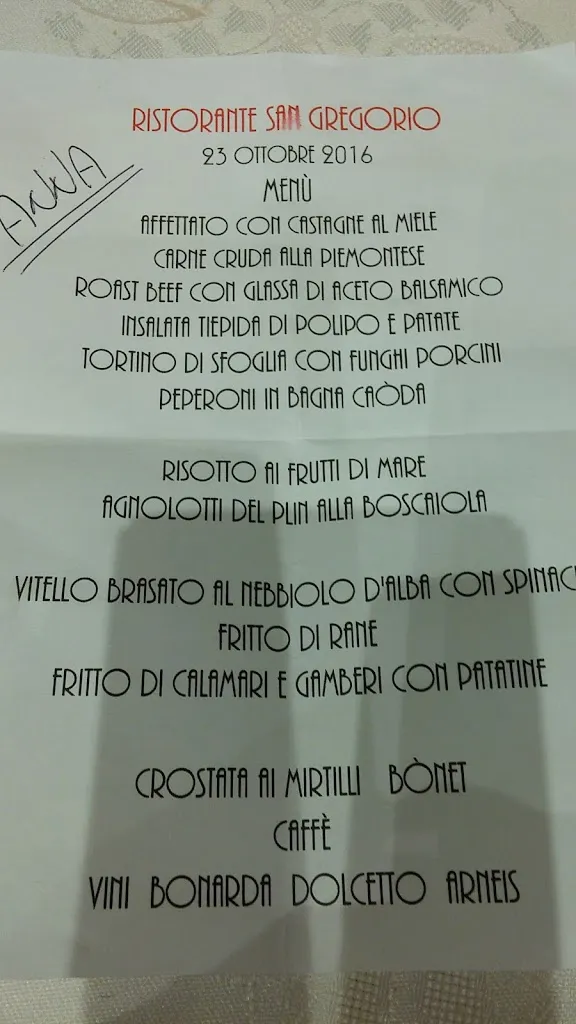 RISTORANTE SAN GREGORIO
23 OTTOBRE 2016
ANNA
MENÙ
AFFETTATO CON CASTAGNE AL MIELE
CARNE CRUDA ALLA PIEMONTESE
ROAST BEEF CON GLASSA DI ACETO BALSAMICO
INSALATA TIEPIDA DI POLIPO E PATATE
TORTINO DI SFOGLIA CON FUNGHI PORCINI
PEPERONI IN BAGNA CAÒDA
RISOTTO AI FRUTTI DI MARE
AGNOLOTTI DEL PLIN ALLA BOSCAIOLA
VITELLO BRASATO AL NEBBIOLO D'ALBA CON SPINAC
FRITTO DI RANE
FRITTO DI CALAMARI E GAMBERI CON PATATINE
CROSTATA AI MIRTILLI BÒNET
CAFFÈ
VINI BONARDA DOLCETTO ARNEIS